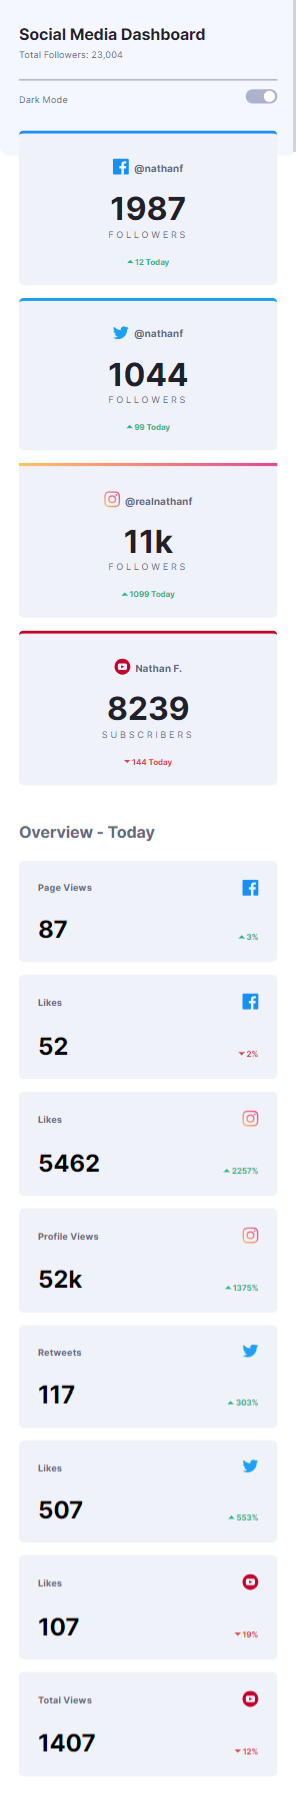 Social Media Dashboard
Total Followers: 23,004
Dark Mode
@nathanf
1987
FOLLOWERS
12 Today
@nathanf
1044
FOLLOWERS
99 Today
@realnathanf
11k
FOLLOWERS
1099 Today
Nathan F.
8239
SUBSCRIBERS
144 Today
Overview - Today
Page Views
87
3%
Likes
52
2%
Likes
5462
2257%
Profile Views
52k
1375%
Retweets
117
303%
Likes
507
553%
Likes
107
19%
Total Views
1407
12%